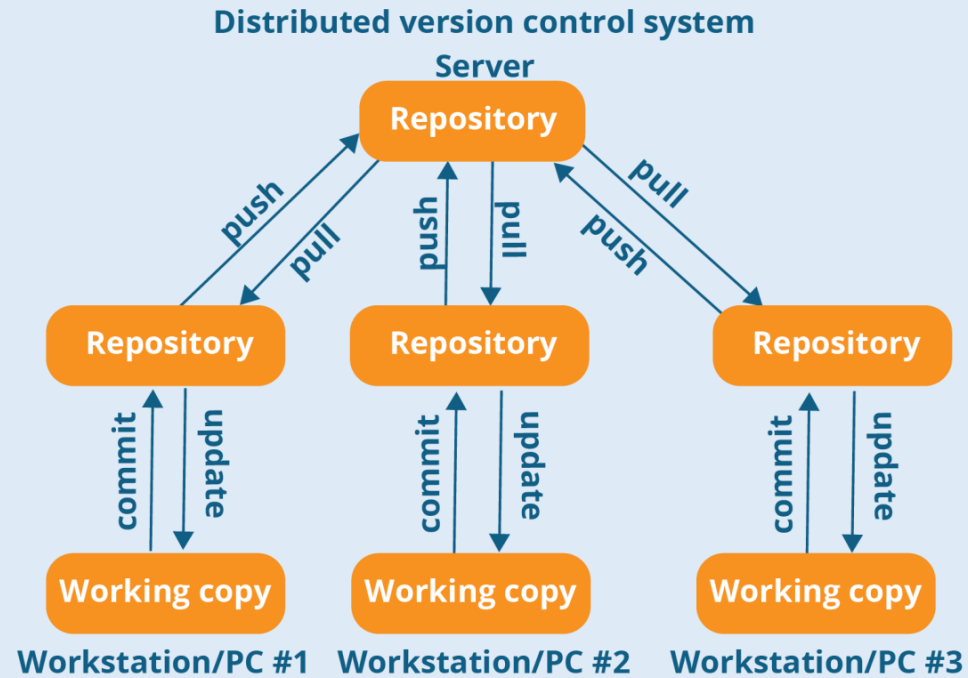 Distributed version control system
Server
Repository
push
pull
push
pull
push
pull
Repository
Repository
Repository
commit
update
commit
update
commit
update
Working copy
Working copy
Working copy
Workstation/PC #1
Workstation/PC #2
Workstation/PC #3